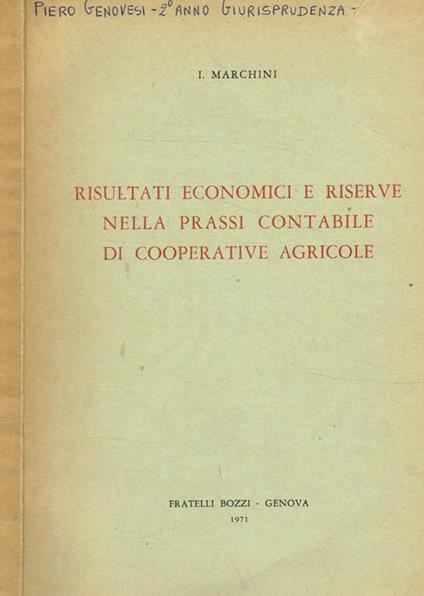 PIERO GENOVESI - 2° ANNO GIURISPRUDENZA -
I. MARCHINI
RISULTATI ECONOMICI E RISERVE
NELLA PRASSI CONTABILE
DI COOPERATIVE AGRICOLE
FRATELLI BOZZI - GENOVA
1971